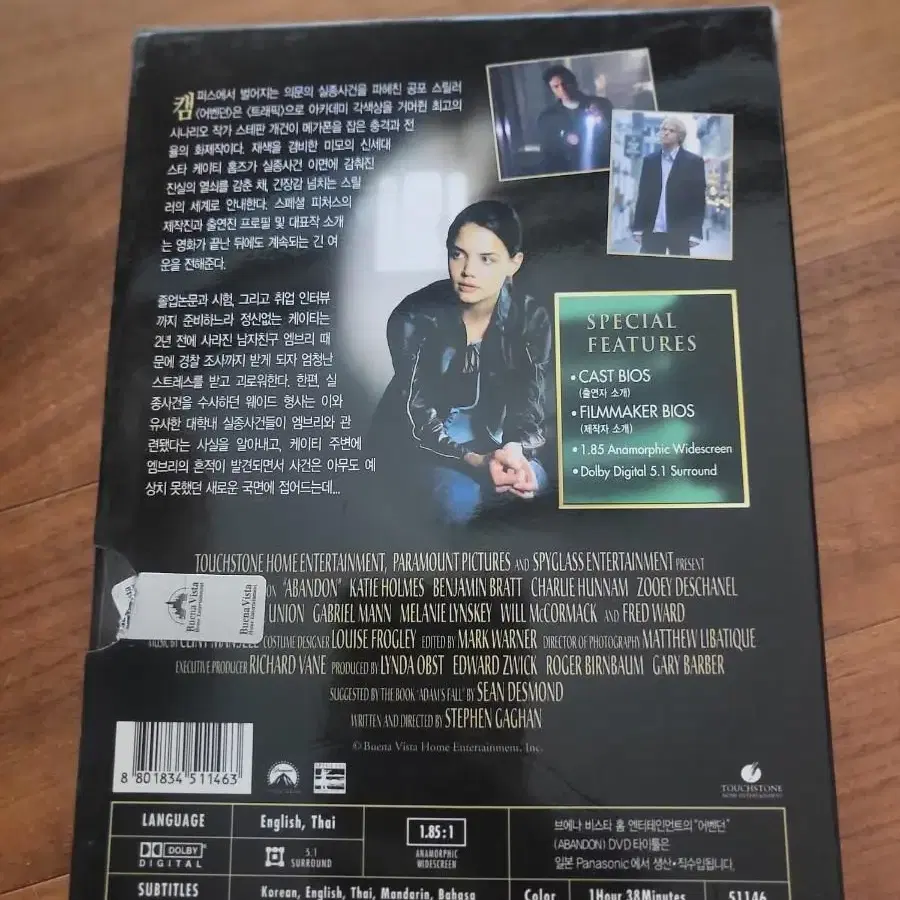 캠 퍼스에서 벌어지는 의문의 실종사건을 파헤친 공포 스릴러
〈어벤던〉은 〈트래픽〉으로 아카데미 각색상을 거머쥔 최고의
시나리오 작가 스테판 개건이 메가폰을 잡은 충격과 전
율의 화제작이다. 재색을 겸비한 미모의 신세대
스타 케이티 홈즈가 실종사건 이면에 감춰진
진실의 열쇠를 감춘 채, 긴장감 넘치는 스릴
러의 세계로 안내한다. 스페셜 피처스의
제작진과 출연진 프로필 및 대표작 소개
는 영화가 끝난 뒤에도 계속되는 긴 여
운을 전해준다.
졸업논문과 시험, 그리고 취업 인터뷰
까지 준비하느라 정신없는 케이티는
2년 전에 사라진 남자친구 엠브리 때
문에 경찰 조사까지 받게 되자 엄청난
스트레스를 받고 괴로워한다. 한편, 실
종사건을 수사하던 웨이드 형사는 이와
유사한 대학내 실종사건들이 엠브리와 관
련됐다는 사실을 알아내고, 케이티 주변에
엠브리의 흔적이 발견되면서 사건은 아무도 예
상치 못했던 새로운 국면에 접어드는데...
SPECIAL
FEATURES
• CAST BIOS
(출연자 소개)
• FILMMAKER BIOS
(제작자 소개)
• 1.85 Anamorphic Widescreen
• Dolby Digital 5.1 Surround
TOUCHSTONE HOME ENTERTAINMENT, PARAMOUNT PICTURES AND SPYGLASS ENTERTAINMENT PRESENT
ON "ABANDON" KATIE HOLMES BENJAMIN BRATT CHARLIE HUNNAM ZOOEY DESCHANEL
UNION GABRIEL MANN MELANIE LYNSKEY WILL McCORMACK AND FRED WARD
MUSIC BY CLINT MANSELL COSTUME DESIGNER LOUISE FROGLEY EDITED BY MARK WARNER DIRECTOR OF PHOTOGRAPHY MATTHEW LIBATIQUE
EXECUTIVE PRODUCER RICHARD VANE PRODUCED BY LYNDA OBST EDWARD ZWICK ROGER BIRNBAUM GARY BARBER
SUGGESTED BY THE BOOK "ADAM'S FALL" BY SEAN DESMOND
WRITTEN AND DIRECTED BY STEPHEN GAGHAN
© Buena Vista Home Entertainment, Inc.
Buena Vista
Home Entertainment
Buena Vista
Home Entertainment
8 801834 511463
Paramount
TOUCHSTONE
HOME ENTERTAINMENT
LANGUAGE
English, Thai
DOLBY
DIGITAL
5.1
SURROUND
1.85:1
ANAMORPHIC
WIDESCREEN
브에나 비스타 홈 엔터테인먼트의 "어벤던"
(ABANDON) DVD 타이틀은
일본 Panasonic에서 생산·직수입됩니다.
SUBTITLES
Korean, English, Thai, Mandarin, Bahasa
Color
1Hour 38Minutes
51146